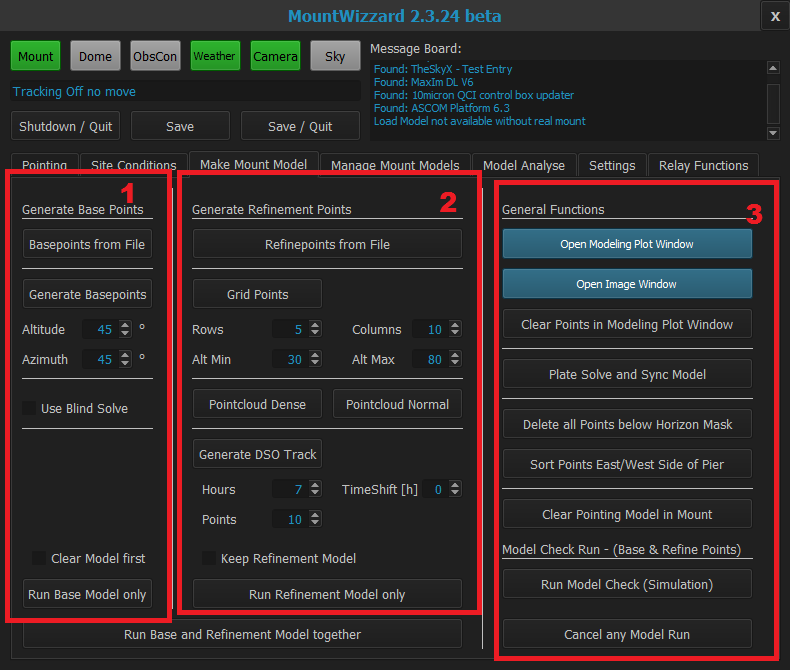 MountWizzard 2.3.24 beta
X
Mount Dome ObsCon Weather Camera Sky
Message Board:
Found: TheSkyX - Test Entry
Found: MaxIm DL V6
Found: 10micron QCI control box updater
Found: ASCOM Platform 6.3
Load Model not available without real mount
Tracking Off no move
Shutdown / Quit Save Save / Quit
Pointing Site Conditions Make Mount Model Manage Mount Models Model Analyse Settings Relay Functions
1
Generate Base Points
Basepoints from File
Generate Basepoints
Altitude 45 °
Azimuth 45 °
Use Blind Solve
Clear Model first
Run Base Model only
2
Generate Refinement Points
Refinepoints from File
Grid Points
Rows 5 Columns 10
Alt Min 30 Alt Max 80
Pointcloud Dense Pointcloud Normal
Generate DSO Track
Hours 7 TimeShift [h] 0
Points 10
Keep Refinement Model
Run Refinement Model only
Run Base and Refinement Model together
3
General Functions
Open Modeling Plot Window
Open Image Window
Clear Points in Modeling Plot Window
Plate Solve and Sync Model
Delete all Points below Horizon Mask
Sort Points East/West Side of Pier
Clear Pointing Model in Mount
Model Check Run - (Base & Refine Points)
Run Model Check (Simulation)
Cancel any Model Run